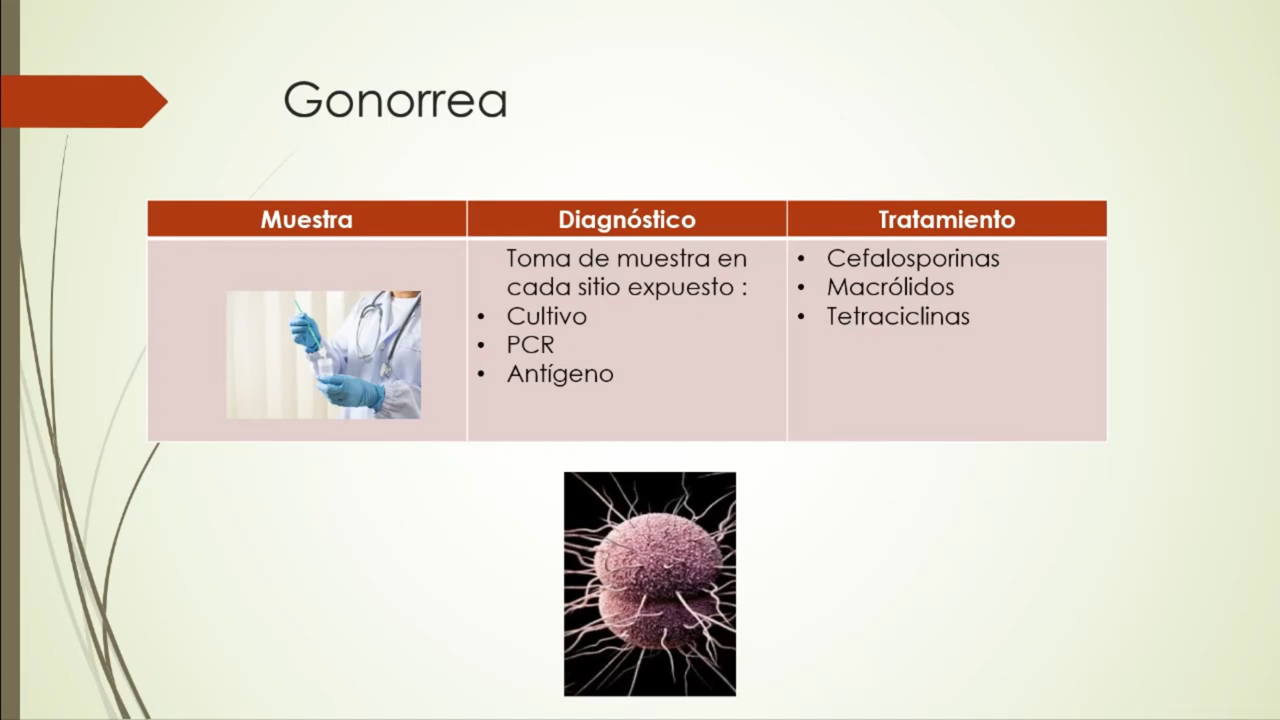 Gonorrea
Muestra
Diagnóstico
Tratamiento
Toma de muestra en
cada sitio expuesto :
• Cultivo
• PCR
• Antígeno
• Cefalosporinas
• Macrólidos
• Tetraciclinas